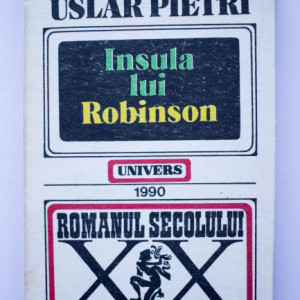 USLAR PIETRI
Insula
lui
Robinson
UNIVERS
1990
ROMANUL SECOLULUI
XX